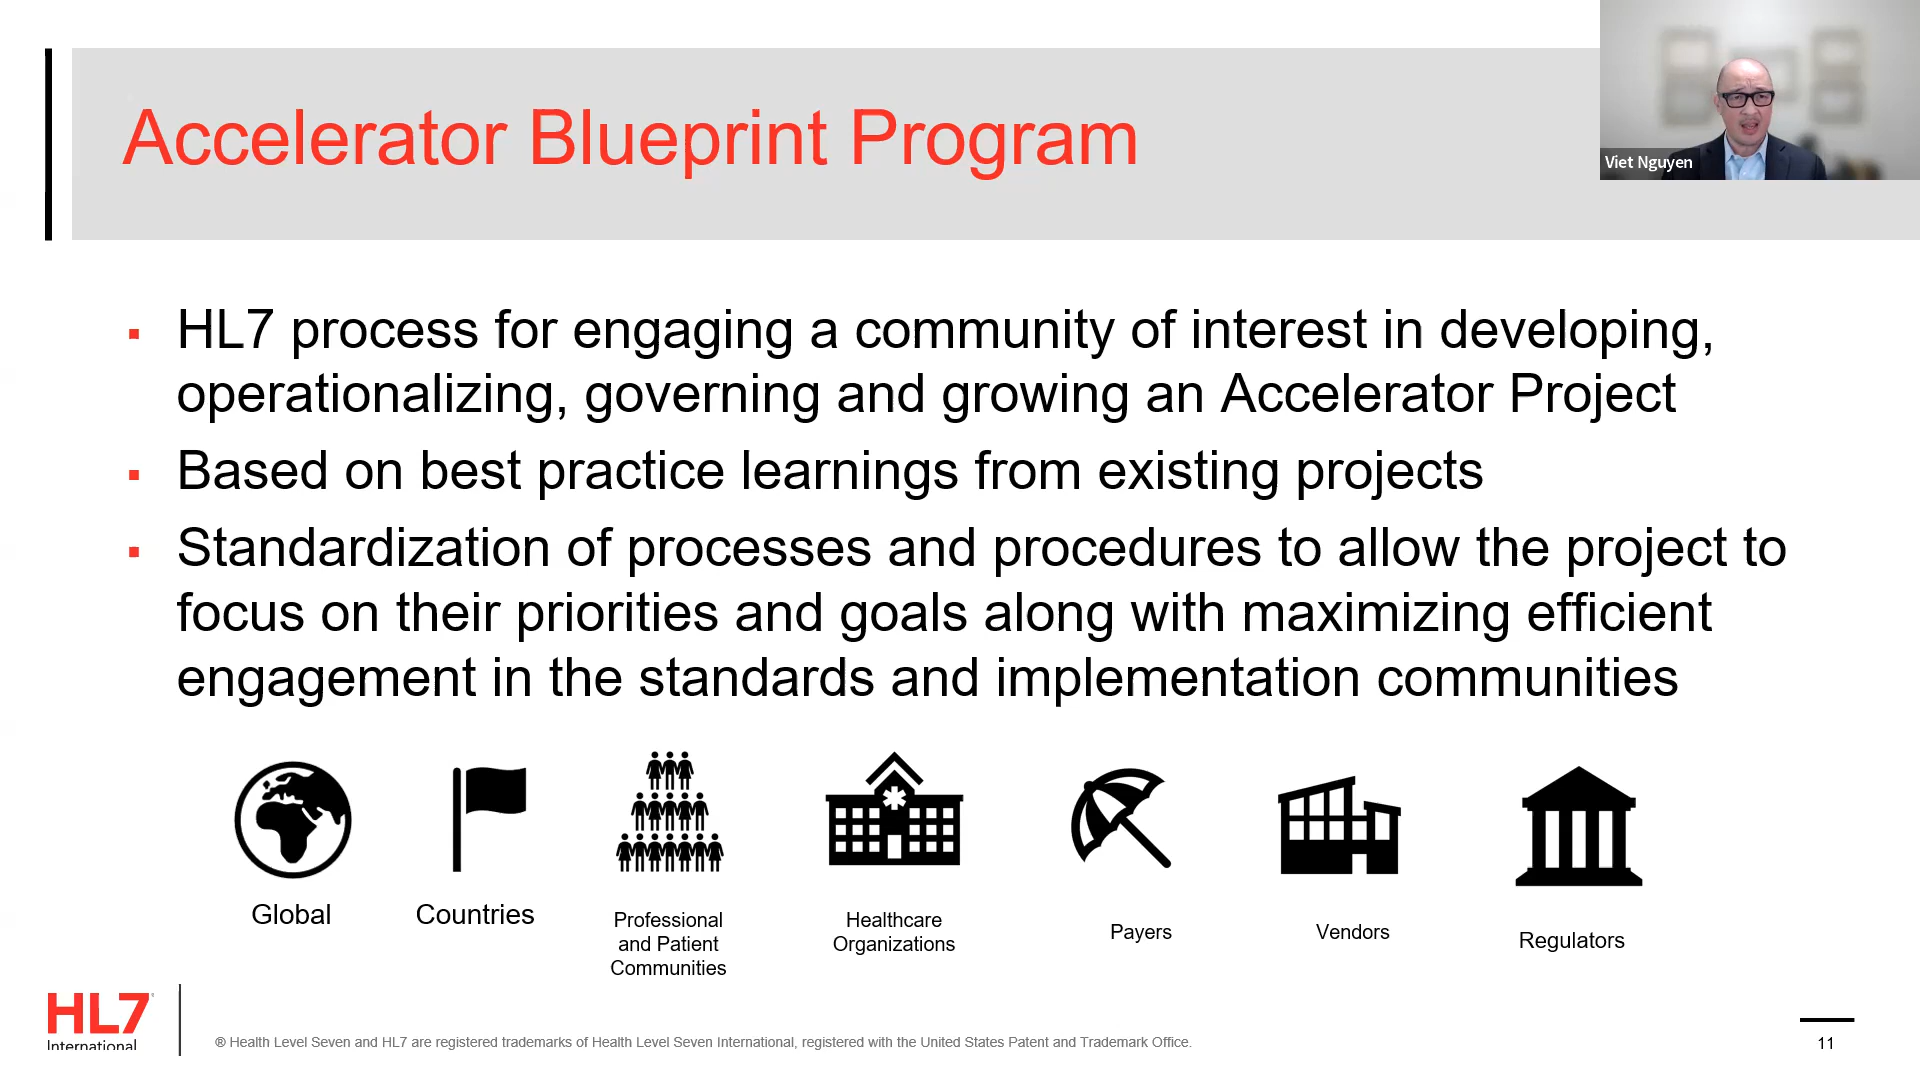 Accelerator Blueprint Program
Viet Nguyen
▪ HL7 process for engaging a community of interest in developing,
operationalizing, governing and growing an Accelerator Project
▪ Based on best practice learnings from existing projects
▪ Standardization of processes and procedures to allow the project to
focus on their priorities and goals along with maximizing efficient
engagement in the standards and implementation communities
Global
Countries
Professional
and Patient
Communities
Healthcare
Organizations
Payers
Vendors
Regulators
HL7
International
® Health Level Seven and HL7 are registered trademarks of Health Level Seven International, registered with the United States Patent and Trademark Office.
11